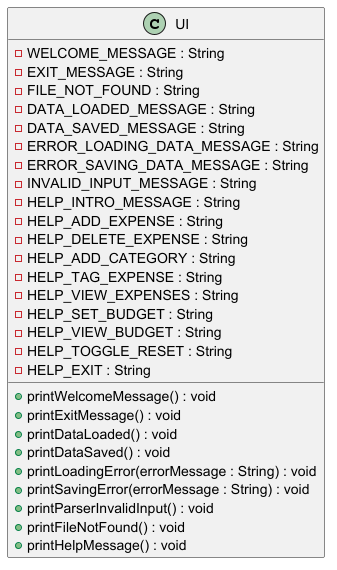 C UI
WELCOME_MESSAGE : String
EXIT_MESSAGE : String
FILE_NOT_FOUND : String
DATA_LOADED_MESSAGE : String
DATA_SAVED_MESSAGE : String
ERROR_LOADING_DATA_MESSAGE : String
ERROR_SAVING_DATA_MESSAGE : String
INVALID_INPUT_MESSAGE : String
HELP_INTRO_MESSAGE : String
HELP_ADD_EXPENSE : String
HELP_DELETE_EXPENSE : String
HELP_ADD_CATEGORY : String
HELP_TAG_EXPENSE : String
HELP_VIEW_EXPENSES : String
HELP_SET_BUDGET : String
HELP_VIEW_BUDGET : String
HELP_TOGGLE_RESET : String
HELP_EXIT : String
printWelcomeMessage() : void
printExitMessage() : void
printDataLoaded() : void
printDataSaved() : void
printLoadingError(errorMessage : String) : void
printSavingError(errorMessage : String) : void
printParserInvalidInput() : void
printFileNotFound() : void
printHelpMessage() : void